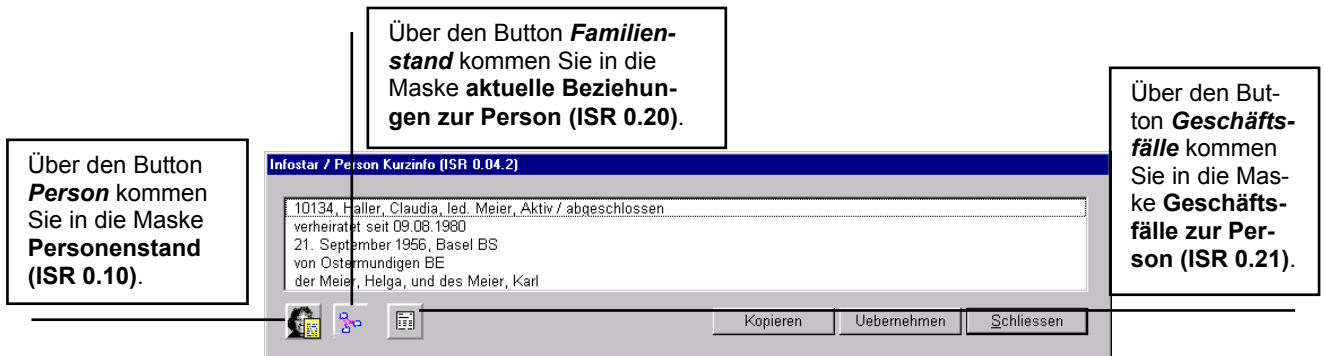 Über den Button Familien-
stand kommen Sie in die
Maske aktuelle Beziehun-
gen zur Person (ISR 0.20).
Über den But-
ton Geschäfts-
fälle kommen
Sie in die Mas-
ke Geschäfts-
fälle zur Per-
son (ISR 0.21).
Über den Button
Person kommen
Sie in die Maske
Personenstand
(ISR 0.10).
Infostar / Person Kurzinfo (ISR 0.04.2)
10134, Haller, Claudia, led. Meier, Aktiv / abgeschlossen
verheiratet seit 09.08.1980
21. September 1956, Basel BS
von Ostermundigen BE
der Meier, Helga, und des Meier, Karl
Kopieren Uebernehmen Schliessen